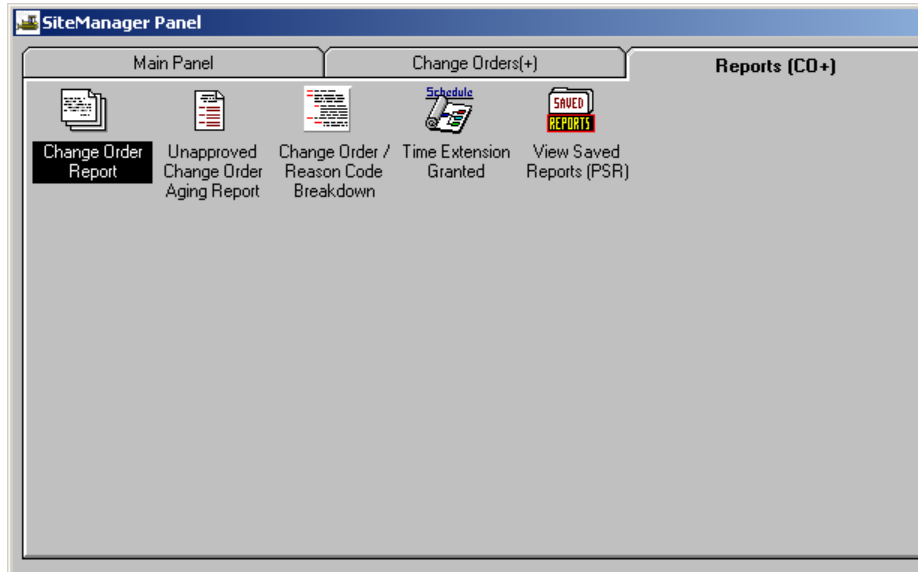 SiteManager Panel
Main Panel
Change Orders(+)
Reports (CO+)
Schedule
SAVED
REPORTS
Change Order
Report
Unapproved
Change Order
Aging Report
Change Order /
Reason Code
Breakdown
Time Extension
Granted
View Saved
Reports (PSR)